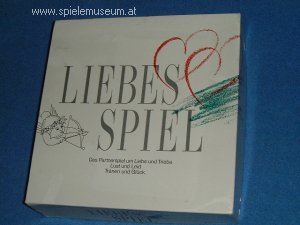 www.spielemuseum.at
LIEBES
SPIEL
Das Partnerspiel um Liebe und Triebe
Lust und Leid
Tränen und Glück